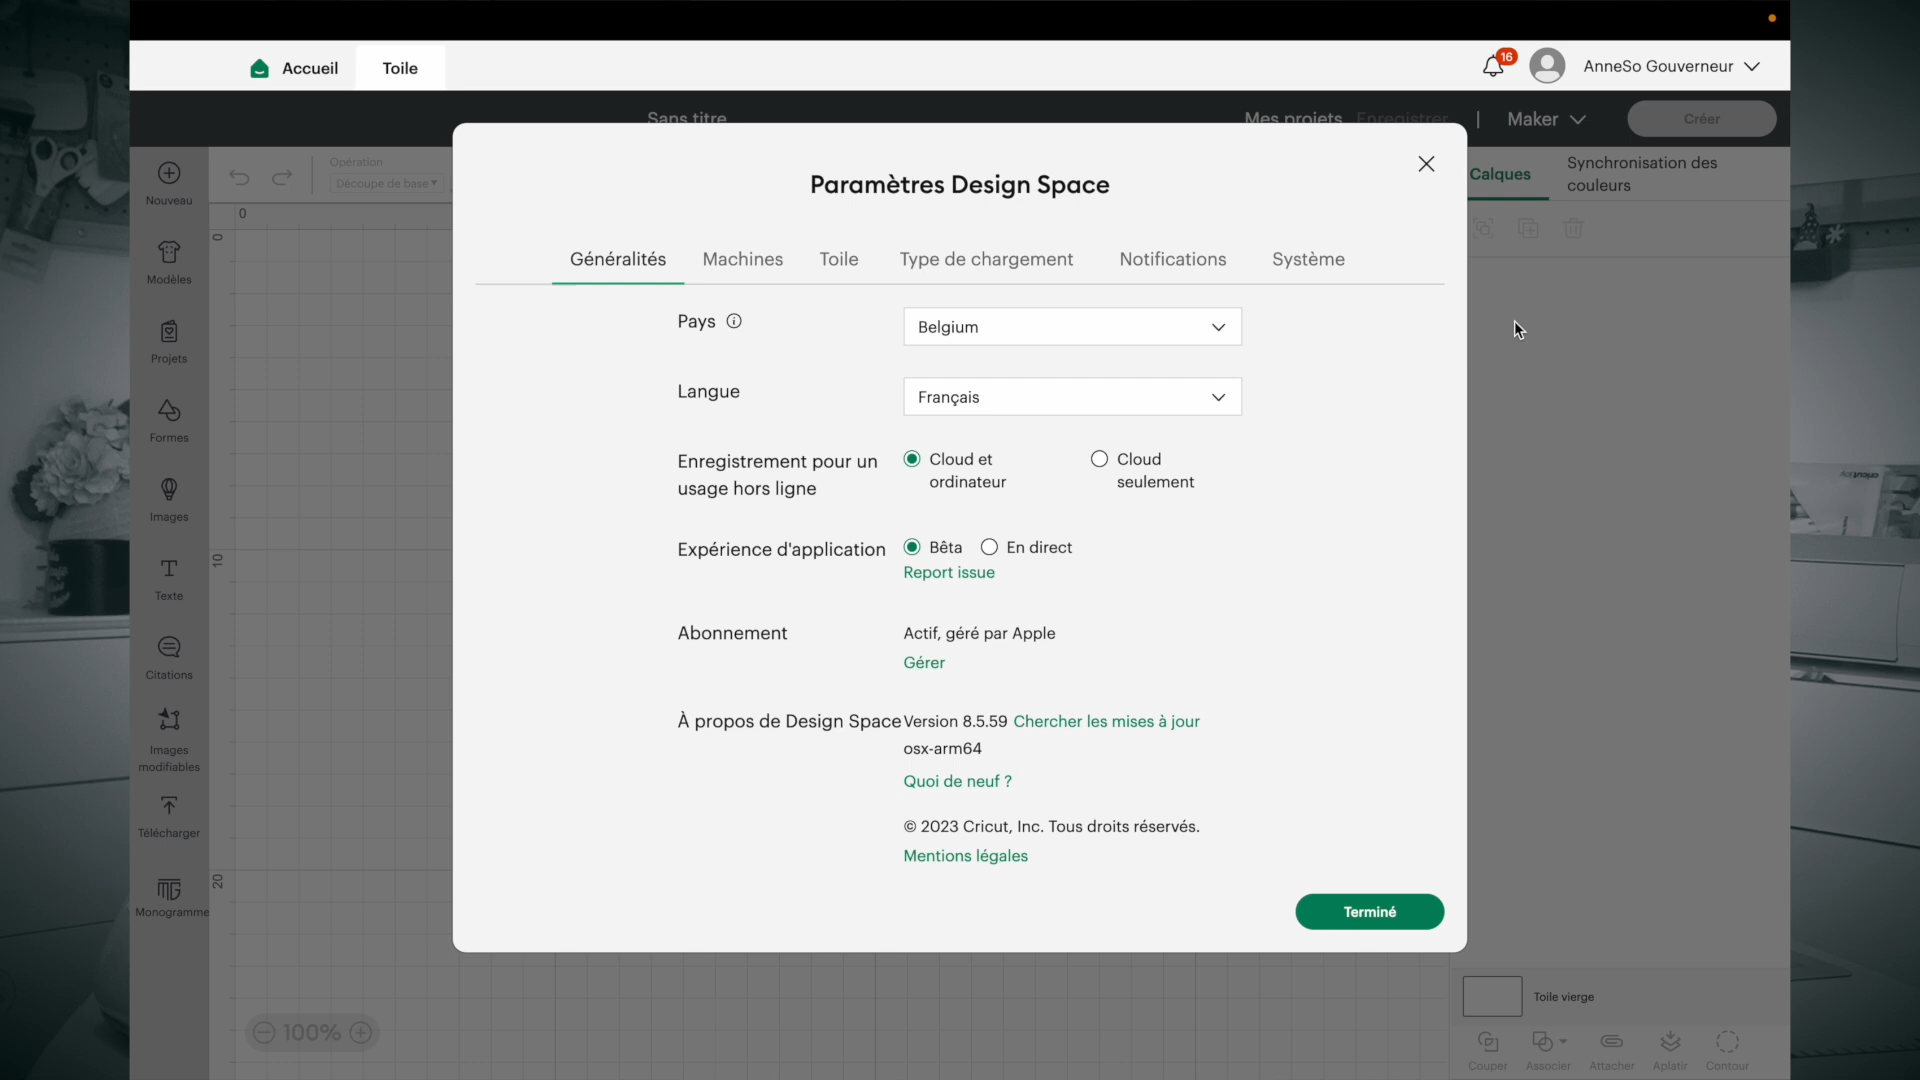 Accueil
Toile
16
AnneSo Gouverneur
Sans titre
Mes projets
Enregistrer
Maker
Créer
Nouveau
Modèles
Projets
Formes
Images
Texte
Citations
Images
modifiables
Télécharger
Monogramme
Opération
Découpe de base
0
0
10
20
100%
Paramètres Design Space
Généralités
Machines
Toile
Type de chargement
Notifications
Système
Pays
Belgium
Langue
Français
Enregistrement pour un
usage hors ligne
Cloud et
ordinateur
Cloud
seulement
Expérience d'application
Bêta
En direct
Report issue
Abonnement
Actif, géré par Apple
Gérer
À propos de Design Space
Version 8.5.59 Chercher les mises à jour
osx-arm64
Quoi de neuf ?
© 2023 Cricut, Inc. Tous droits réservés.
Mentions légales
Terminé
Calques
Synchronisation des
couleurs
Toile vierge
Couper
Associer
Attacher
Aplatir
Contour